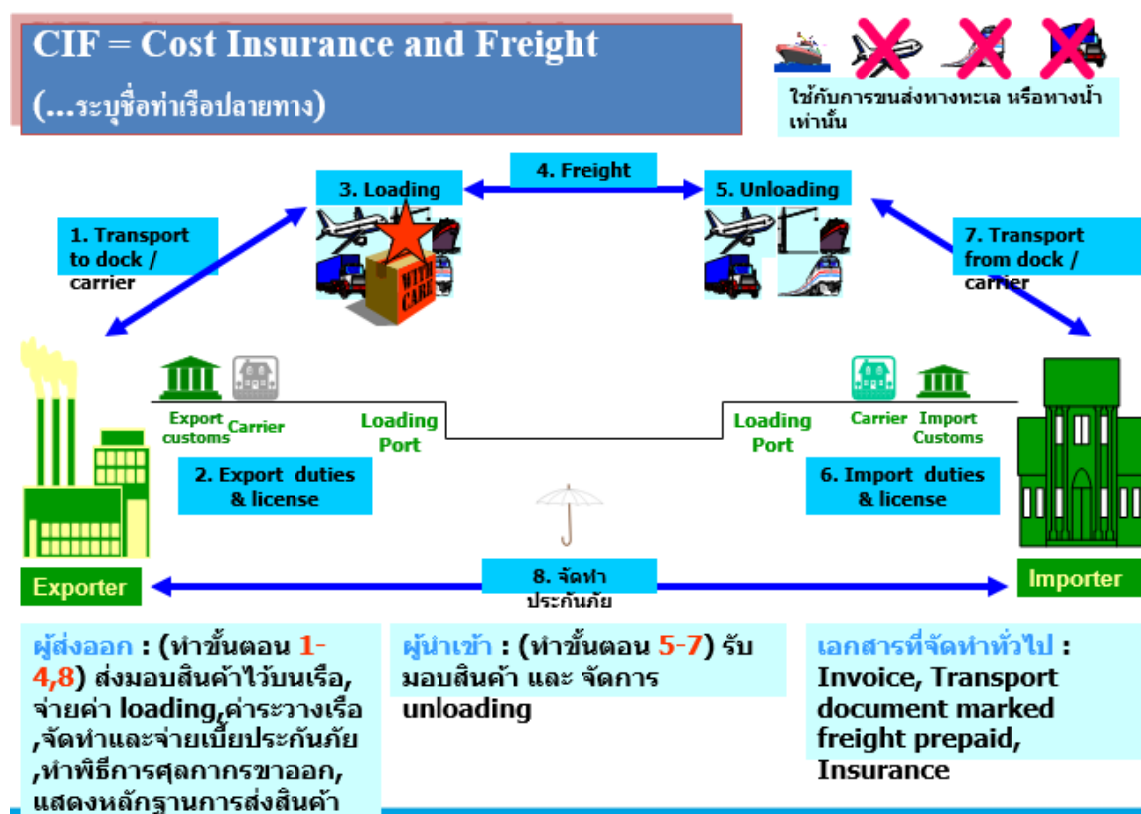 CIF = Cost Insurance and Freight
(...ระบุชื่อท่าเรือปลายทาง)
ใช้กับการขนส่งทางทะเล หรือทางน้ำ
เท่านั้น
4. Freight
3. Loading
5. Unloading
1. Transport
to dock /
carrier
7. Transport
from dock /
carrier
WITH
CARE
Export
customs
Carrier
Loading
Port
Loading
Port
Carrier
Import
Customs
2. Export duties
& license
6. Import duties
& license
Exporter
8. จัดทำ
ประกันภัย
Importer
ผู้ส่งออก : (ทำขั้นตอน 1-
4,8) ส่งมอบสินค้าไว้บนเรือ,
จ่ายค่า loading,ค่าระวางเรือ
,จัดทำและจ่ายเบี้ยประกันภัย
,ทำพิธีการศุลกากรขาออก,
แสดงหลักฐานการส่งสินค้า
ผู้นำเข้า : (ทำขั้นตอน 5-7) รับ
มอบสินค้า และ จัดการ
unloading
เอกสารที่จัดทำทั่วไป :
Invoice, Transport
document marked
freight prepaid,
Insurance